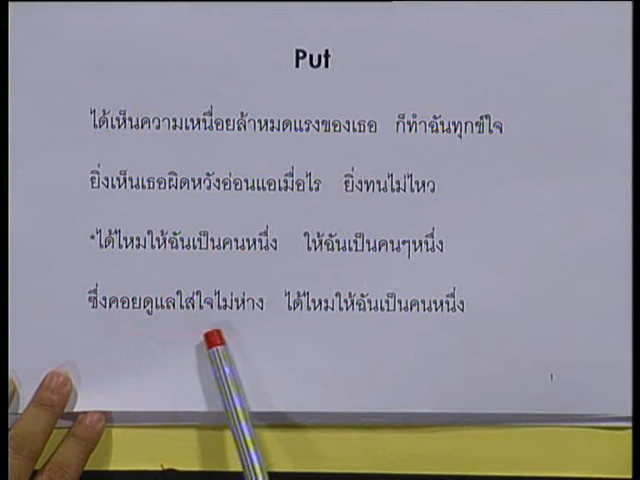 Put
ได้เห็นความเหนื่อยล้าหมดแรงของเธอ ก็ทำฉันทุกข์ใจ
ยิ่งเห็นเธอผิดหวังอ่อนแอเมื่อไร ยิ่งทนไม่ไหว
*ได้ไหมให้ฉันเป็นคนหนึ่ง ให้ฉันเป็นคนๆหนึ่ง
ซึ่งคอยดูแลใส่ใจไม่ห่าง ได้ไหมให้ฉันเป็นคนหนึ่ง
1